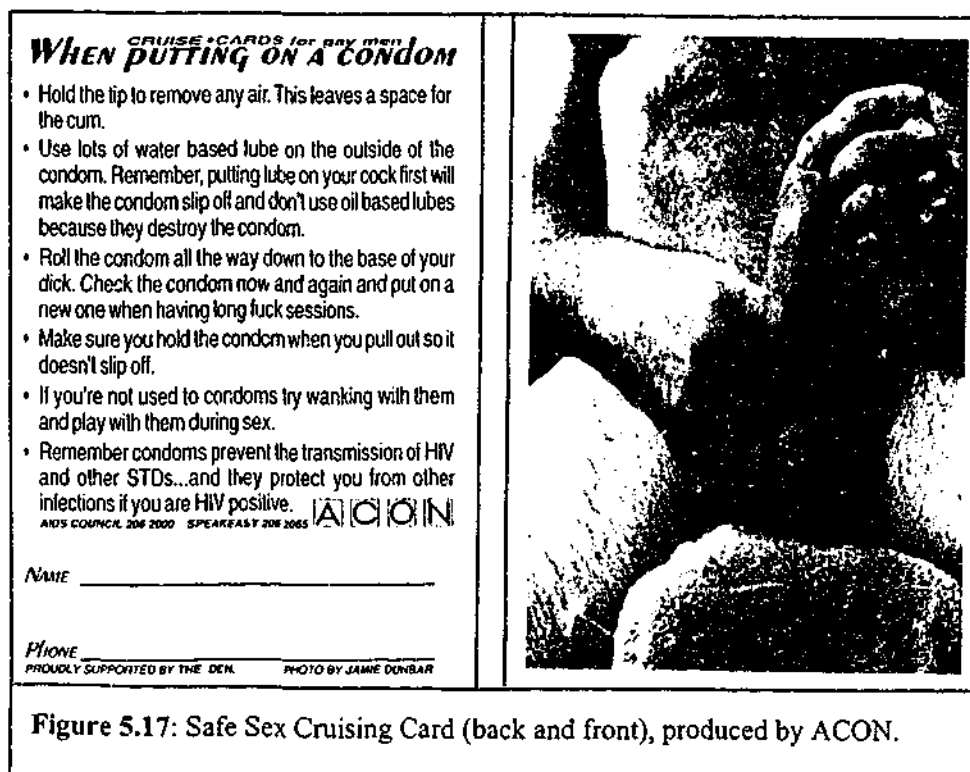 CRUISE•CARDS for any men
WHEN PUTTING ON A CONDOM
• Hold the tip to remove any air. This leaves a space for
the cum.
• Use lots of water based lube on the outside of the
condom. Remember, putting lube on your cock first will
make the condom slip off and don't use oil based lubes
because they destroy the condom.
• Roll the condom all the way down to the base of your
dick. Check the condom now and again and put on a
new one when having long fuck sessions.
• Make sure you hold the condom when you pull out so it
doesn't slip off.
• If you're not used to condoms try wanking with them
and play with them during sex.
• Remember condoms prevent the transmission of HIV
and other STDs...and they protect you from other
infections if you are HIV positive.
AIDS COUNCIL 206 2000 SPEAKEASY 206 2065 ACON
NAME
PHONE
PROUDLY SUPPORTED BY THE DEN. PHOTO BY JAMIE DUNBAR
Figure 5.17: Safe Sex Cruising Card (back and front), produced by ACON.